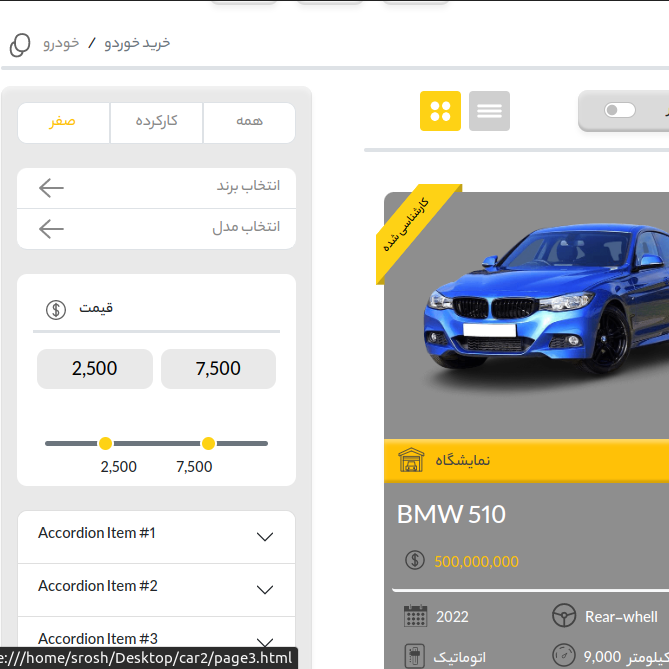 خودرو / خرید خوردو
همه
کارکرده
صفر
انتخاب برند
انتخاب مدل
قیمت
2,500
7,500
2,500
7,500
Accordion Item #1
Accordion Item #2
Accordion Item #3
e:///home/srosh/Desktop/car2/page3.html
کارشناسی شده
نمایشگاه
BMW 510
500,000,000
2022
Rear-whell
اتوماتیک
9,000 کیلومتر